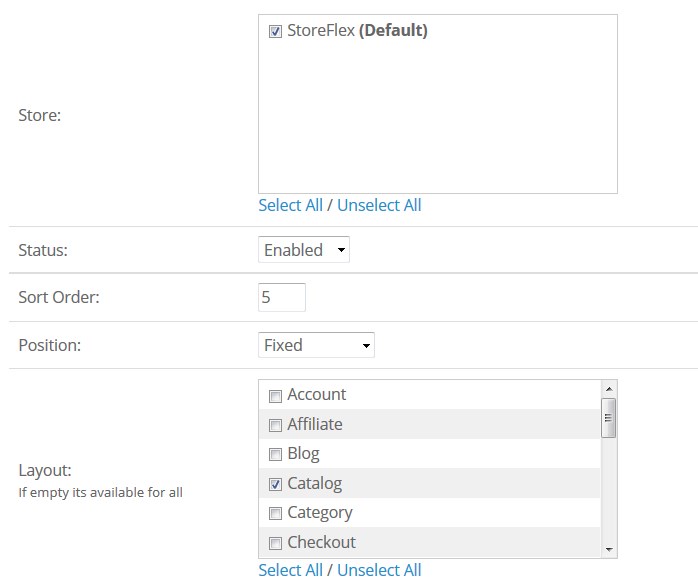 StoreFlex (Default)
Store:
Select All / Unselect All
Status:
Enabled
Sort Order:
5
Position:
Fixed
Account
Affiliate
Blog
Layout:
If empty its available for all
Catalog
Category
Checkout
Select All / Unselect All